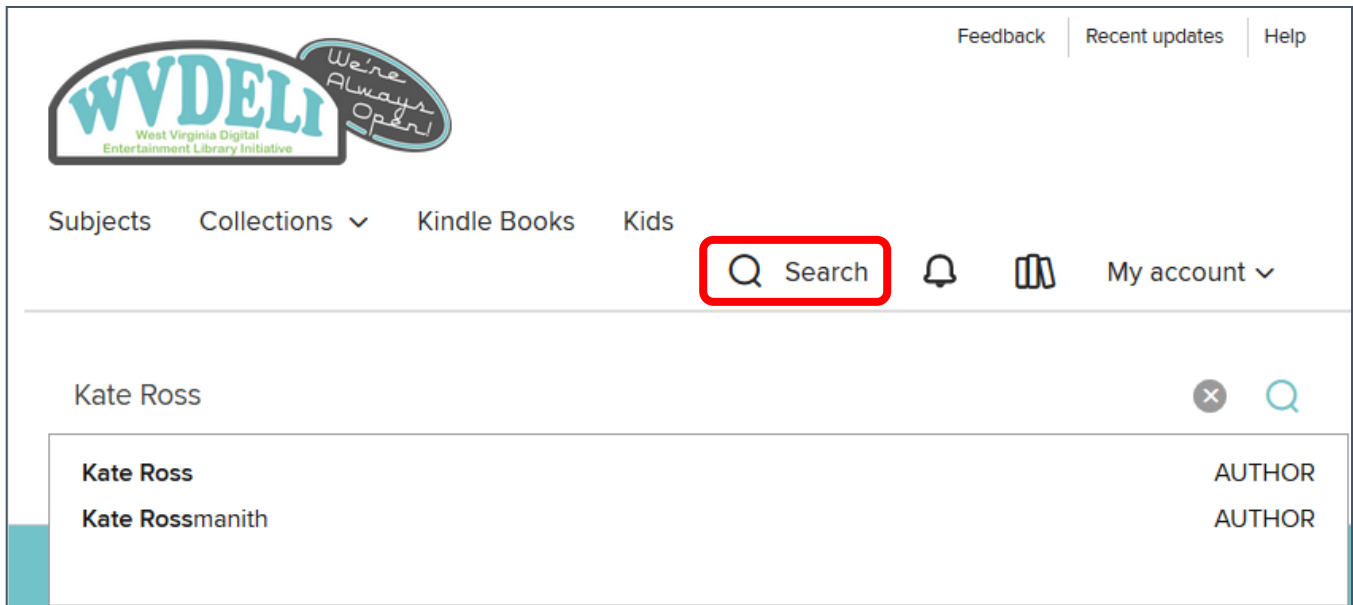 Feedback Recent updates Help
WVDELI
West Virginia Digital
Entertainment Library Initiative
We're
Always
Open!
Subjects Collections Kindle Books Kids
Search My account
Kate Ross
Kate Ross AUTHOR
Kate Rossmanith AUTHOR